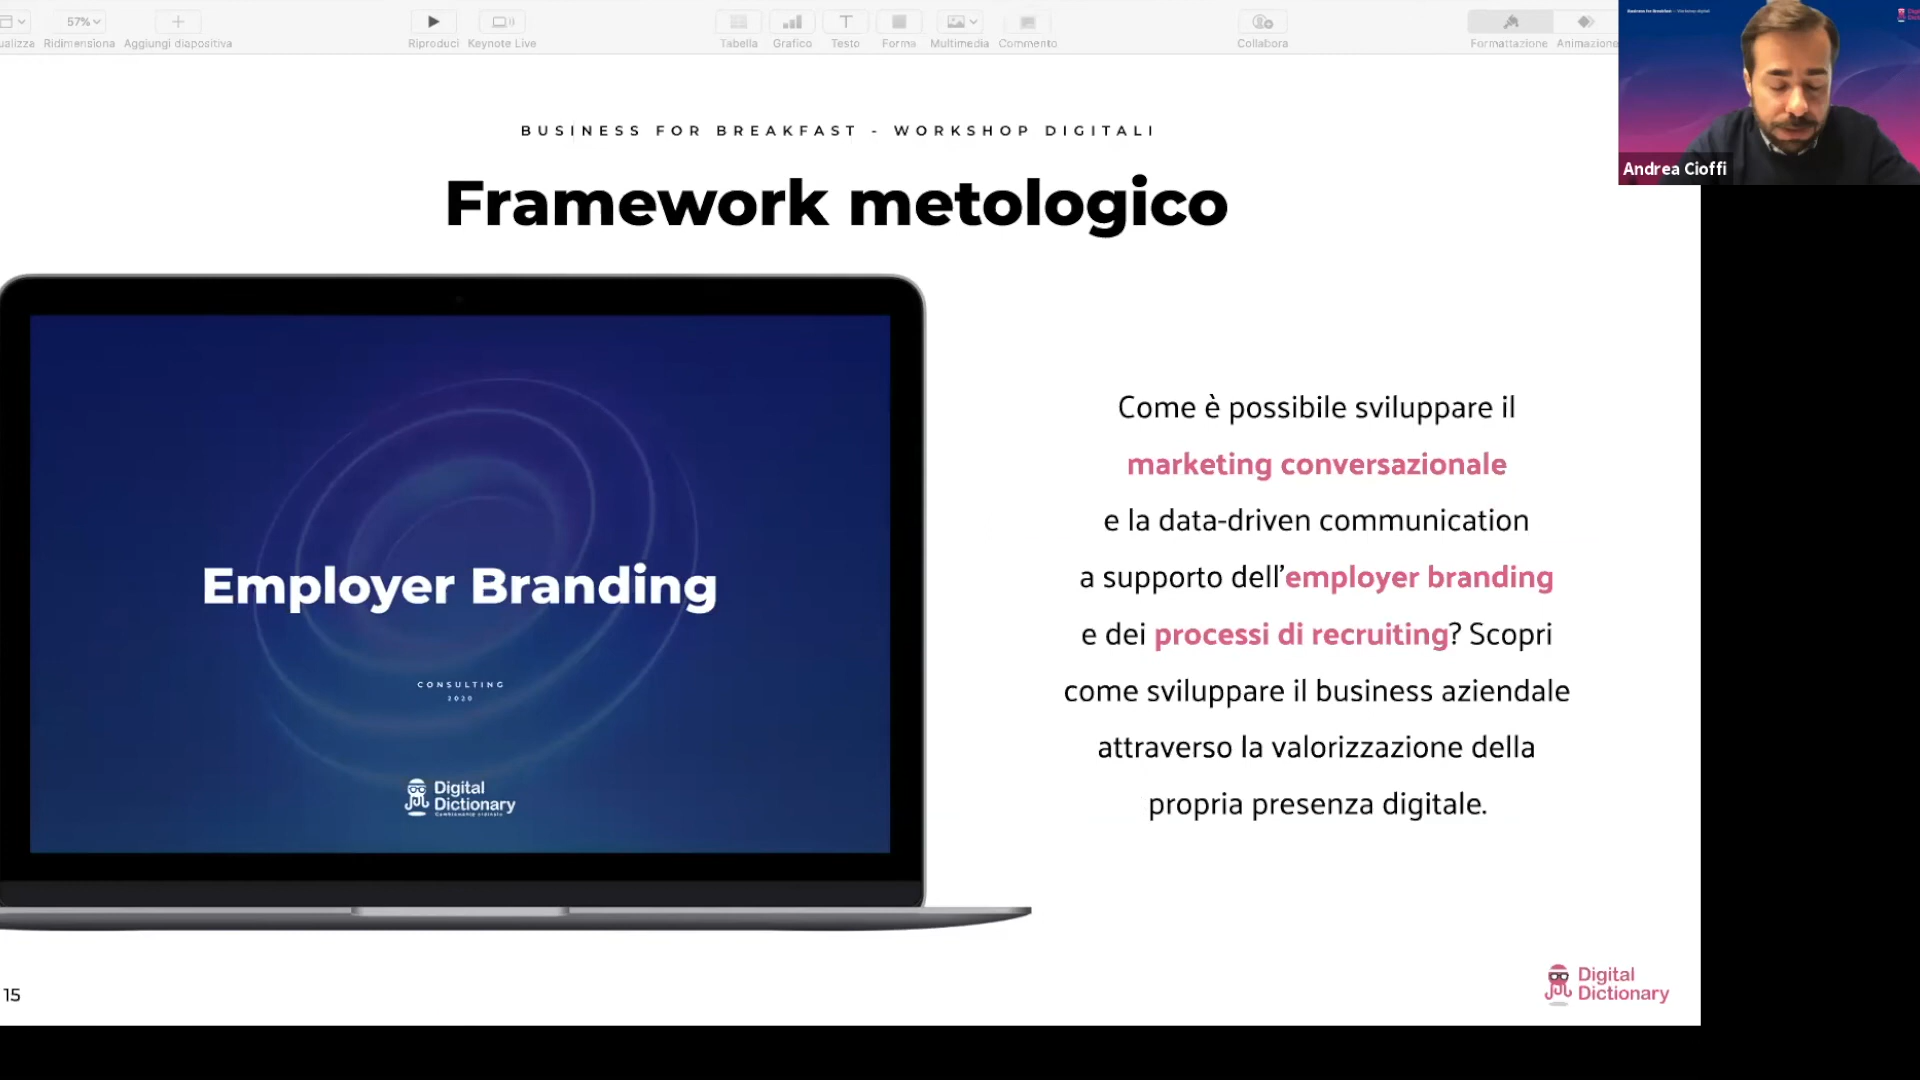 57%
ualizza Ridimensiona Aggiungi diapositiva Riproduci Keynote Live Tabella Grafico Testo Forma Multimedia Commento Collabora Formattazione Animazione
Andrea Cioffi
BUSINESS FOR BREAKFAST - WORKSHOP DIGITALI
Framework metologico
Employer Branding
CONSULTING
2020
Digital
Dictionary
Come è possibile sviluppare il
marketing conversazionale
e la data-driven communication
a supporto dell'employer branding
e dei processi di recruiting? Scopri
come sviluppare il business aziendale
attraverso la valorizzazione della
propria presenza digitale.
15
Digital
Dictionary